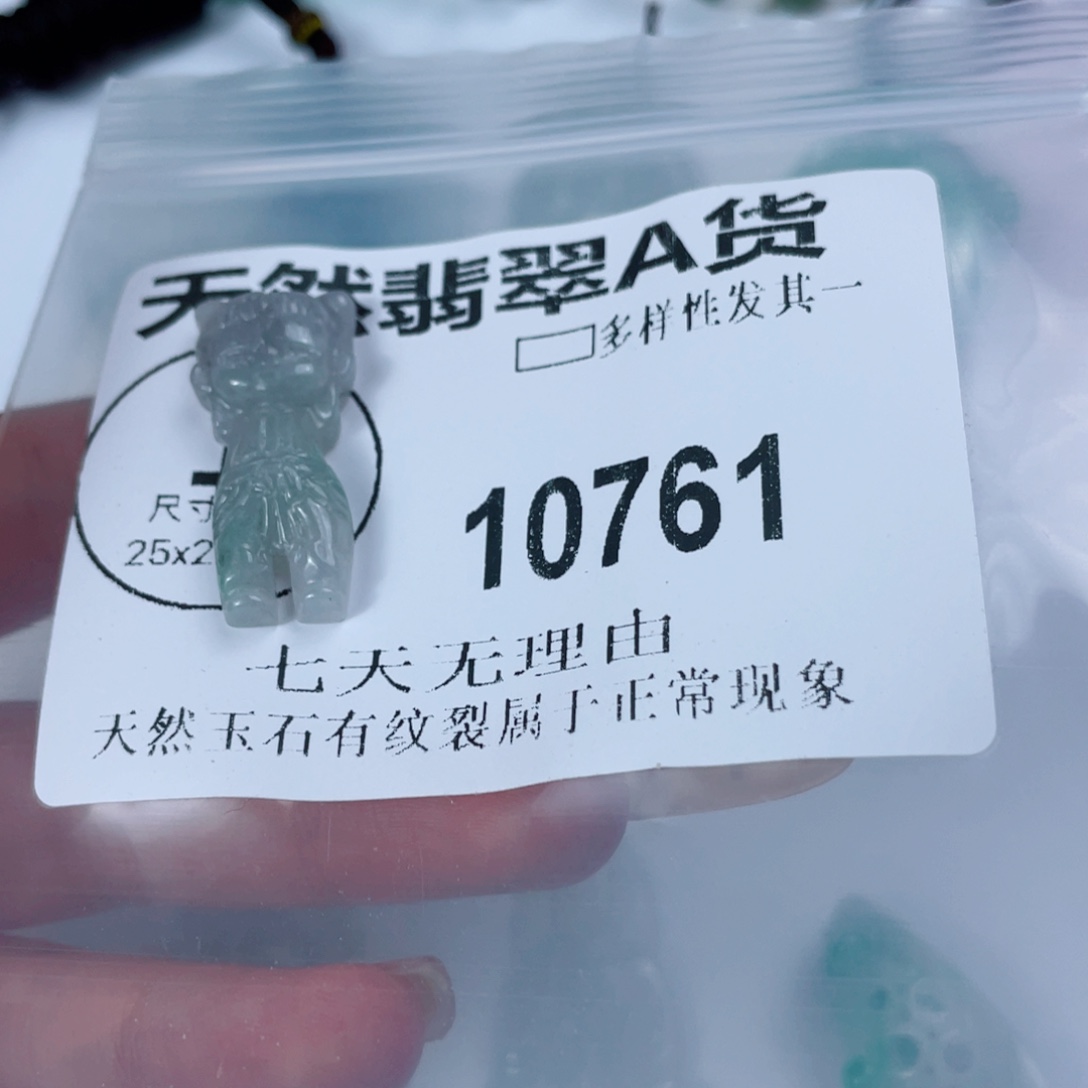 天然翡翠A货
多样性发其一
尺寸
25x2
10761
七天无理由
天然玉石有纹裂属于正常现象